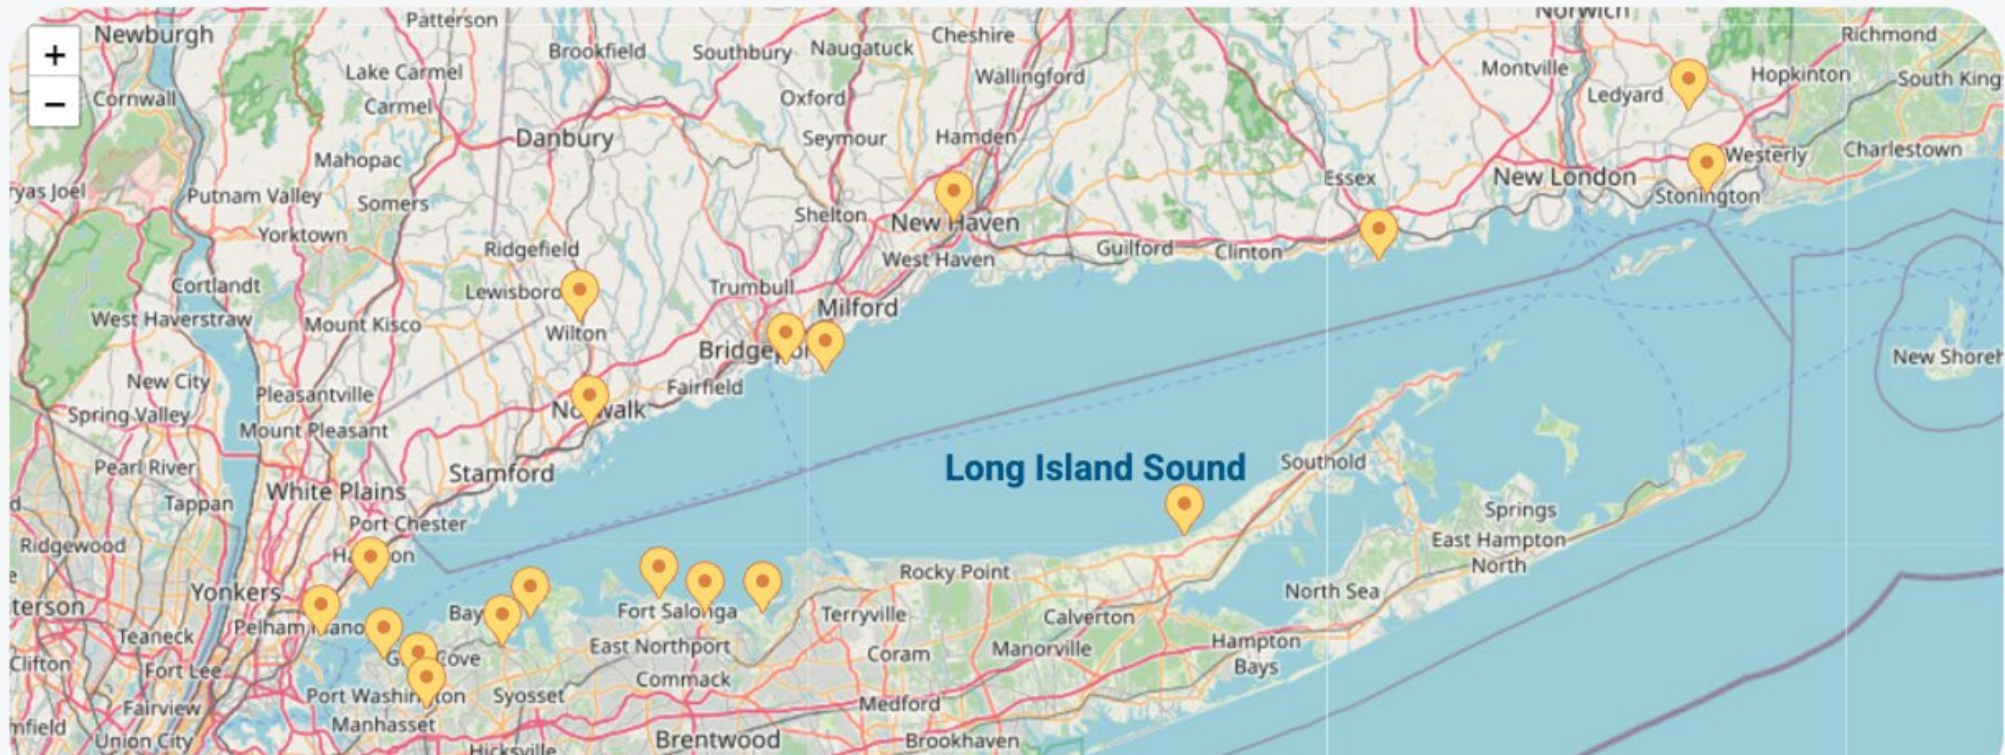 Patterson
Norwich
Newburgh
Cheshire
Richmond
+
Brookfield
Southbury
Naugatuck
Lake Carmel
Wallingford
Montville
Hopkinton
South King
Cornwall
Carmel
Oxford
Ledyard
−
Danbury
Seymour
Hamden
Mahopac
Westerly
Charlestown
ryas Joel
Putnam Valley
Somers
Essex
New London
Stonington
Shelton
New Haven
Yorktown
Ridgefield
Guilford
Clinton
West Haven
Cortlandt
Lewisboro
Trumbull
Milford
West Haverstraw
Mount Kisco
Wilton
Bridgepor
New Shoreh
New City
Pleasantville
Fairfield
Spring Valley
Norwalk
Mount Pleasant
Pearl River
Stamford
Long Island Sound
Southold
White Plains
Tappan
Port Chester
Springs
Ridgewood
East Hampton
North
Rocky Point
Yonkers
North Sea
terson
Bay
Fort Salonga
Terryville
Calverton
Teaneck
Pelham Mano
Hampton
Bays
East Northport
Coram
Manorville
Clifton
Fort Lee
Cove
Commack
Port Washington
Syosset
Fairview
Medford
Manhasset
mfield
Union City
Hicksville
Brentwood
Brookhaven